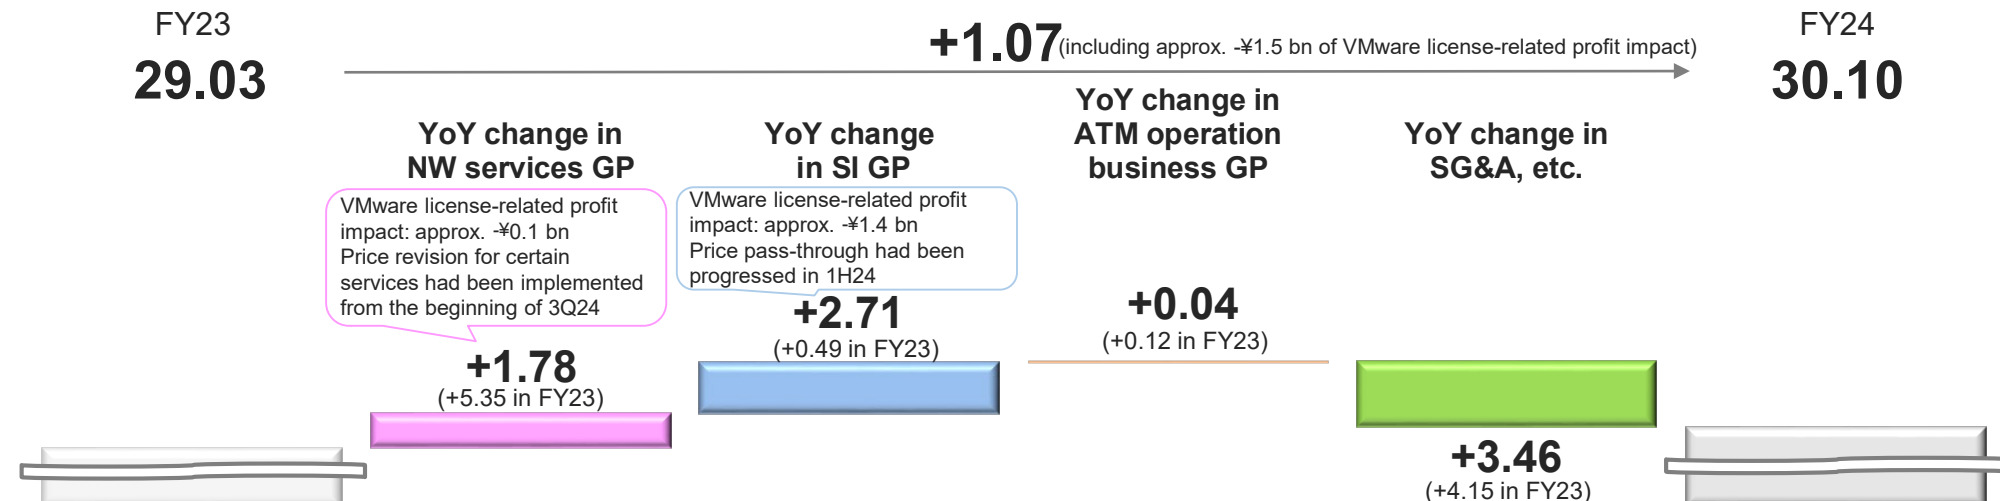 FY23
29.03
+1.07(including approx. -¥1.5 bn of VMware license-related profit impact)
FY24
30.10
YoY change in
NW services GP
VMware license-related profit
impact: approx. -¥0.1 bn
Price revision for certain
services had been implemented
from the beginning of 3Q24
+1.78
(+5.35 in FY23)
YoY change
in SI GP
VMware license-related profit
impact: approx. -¥1.4 bn
Price pass-through had been
progressed in 1H24
+2.71
(+0.49 in FY23)
YoY change in
ATM operation
business GP
+0.04
(+0.12 in FY23)
YoY change in
SG&A, etc.
+3.46
(+4.15 in FY23)